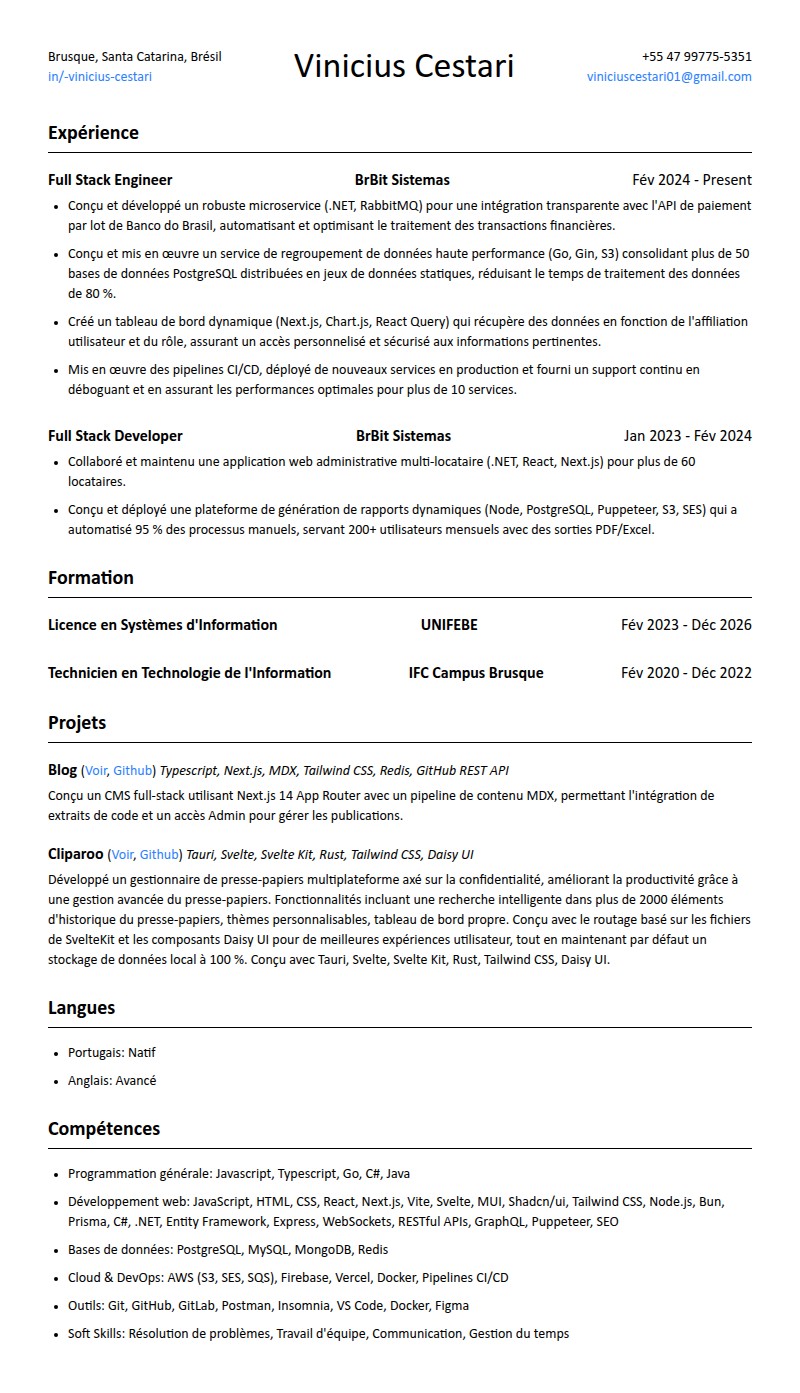 Brusque, Santa Catarina, Brésil
in/-vinicius-cestari
Vinicius Cestari
+55 47 99775-5351
viniciuscestari01@gmail.com
Expérience
Full Stack Engineer BrBit Sistemas Fév 2024 - Present
• Conçu et développé un robuste microservice (.NET, RabbitMQ) pour une intégration transparente avec l'API de paiement
par lot de Banco do Brasil, automatisant et optimisant le traitement des transactions financières.
• Conçu et mis en œuvre un service de regroupement de données haute performance (Go, Gin, S3) consolidant plus de 50
bases de données PostgreSQL distribuées en jeux de données statiques, réduisant le temps de traitement des données
de 80 %.
• Créé un tableau de bord dynamique (Next.js, Chart.js, React Query) qui récupère des données en fonction de l'affiliation
utilisateur et du rôle, assurant un accès personnelisé et sécurisé aux informations pertinentes.
• Mis en œuvre des pipelines CI/CD, déployé de nouveaux services en production et fourni un support continu en
déboguant et en assurant les performances optimales pour plus de 10 services.
Full Stack Developer BrBit Sistemas Jan 2023 - Fév 2024
• Collaboré et maintenu une application web administrative multi-locataire (.NET, React, Next.js) pour plus de 60
locataires.
• Conçu et déployé une plateforme de génération de rapports dynamiques (Node, PostgreSQL, Puppeteer, S3, SES) qui a
automatisé 95 % des processus manuels, servant 200+ utilisateurs mensuels avec des sorties PDF/Excel.
Formation
Licence en Systèmes d'Information UNIFEBE Fév 2023 - Déc 2026
Technicien en Technologie de l'Information IFC Campus Brusque Fév 2020 - Déc 2022
Projets
Blog (Voir, Github) Typescript, Next.js, MDX, Tailwind CSS, Redis, GitHub REST API
Conçu un CMS full-stack utilisant Next.js 14 App Router avec un pipeline de contenu MDX, permettant l'intégration de
extraits de code et un accès Admin pour gérer les publications.
Cliparoo (Voir, Github) Tauri, Svelte, Svelte Kit, Rust, Tailwind CSS, Daisy UI
Développé un gestionnaire de presse-papiers multiplateforme axé sur la confidentialité, améliorant la productivité grâce à
une gestion avancée du presse-papiers. Fonctionnalités incluant une recherche intelligente dans plus de 2000 éléments
d'historique du presse-papiers, thèmes personnalisables, tableau de bord propre. Conçu avec le routage basé sur les fichiers
de SvelteKit et les composants Daisy UI pour de meilleures expériences utilisateur, tout en maintenant par défaut un
stockage de données local à 100 %. Conçu avec Tauri, Svelte, Svelte Kit, Rust, Tailwind CSS, Daisy UI.
Langues
• Portugais: Natif
• Anglais: Avancé
Compétences
• Programmation générale: Javascript, Typescript, Go, C#, Java
• Développement web: JavaScript, HTML, CSS, React, Next.js, Vite, Svelte, MUI, Shadcn/ui, Tailwind CSS, Node.js, Bun,
Prisma, C#, .NET, Entity Framework, Express, WebSockets, RESTful APIs, GraphQL, Puppeteer, SEO
• Bases de données: PostgreSQL, MySQL, MongoDB, Redis
• Cloud & DevOps: AWS (S3, SES, SQS), Firebase, Vercel, Docker, Pipelines CI/CD
• Outils: Git, GitHub, GitLab, Postman, Insomnia, VS Code, Docker, Figma
• Soft Skills: Résolution de problèmes, Travail d'équipe, Communication, Gestion du temps